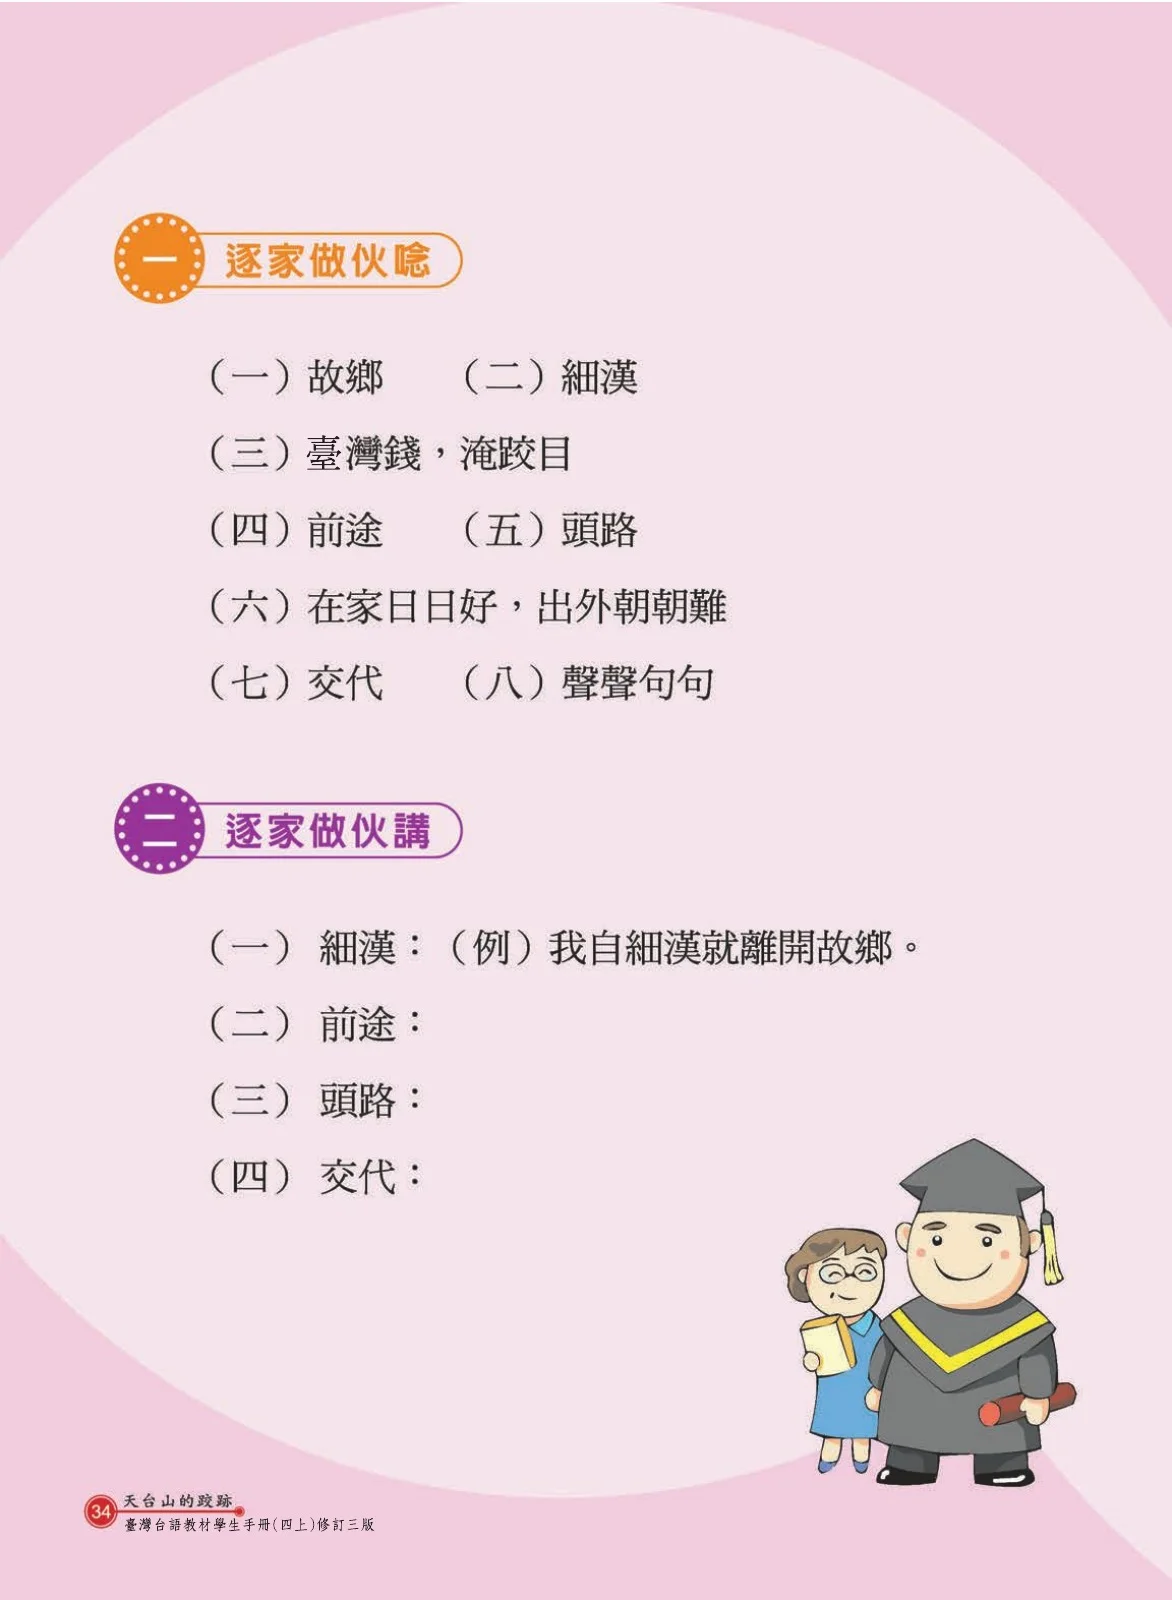 一 逐家做伙唸
（一）故鄉　（二）細漢
（三）臺灣錢，淹跤目
（四）前途　（五）頭路
（六）在家日日好，出外朝朝難
（七）交代　（八）聲聲句句
二 逐家做伙講
（一） 細漢：（例）我自細漢就離開故鄉。
（二） 前途：
（三） 頭路：
（四） 交代：
34 天台山的跤跡
臺灣台語教材學生手冊(四上)修訂三版